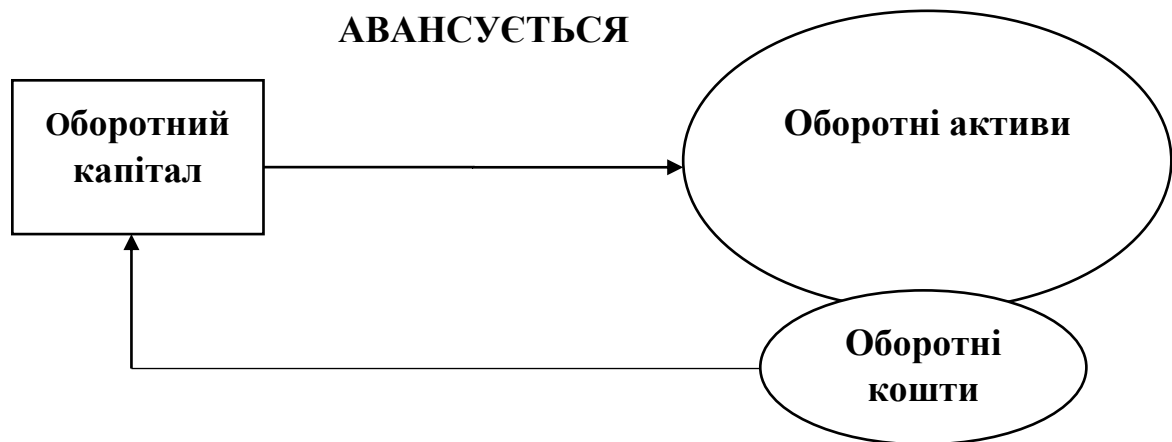 АВАНСУЄТЬСЯ
Оборотний
капітал
Оборотні активи
Оборотні
кошти